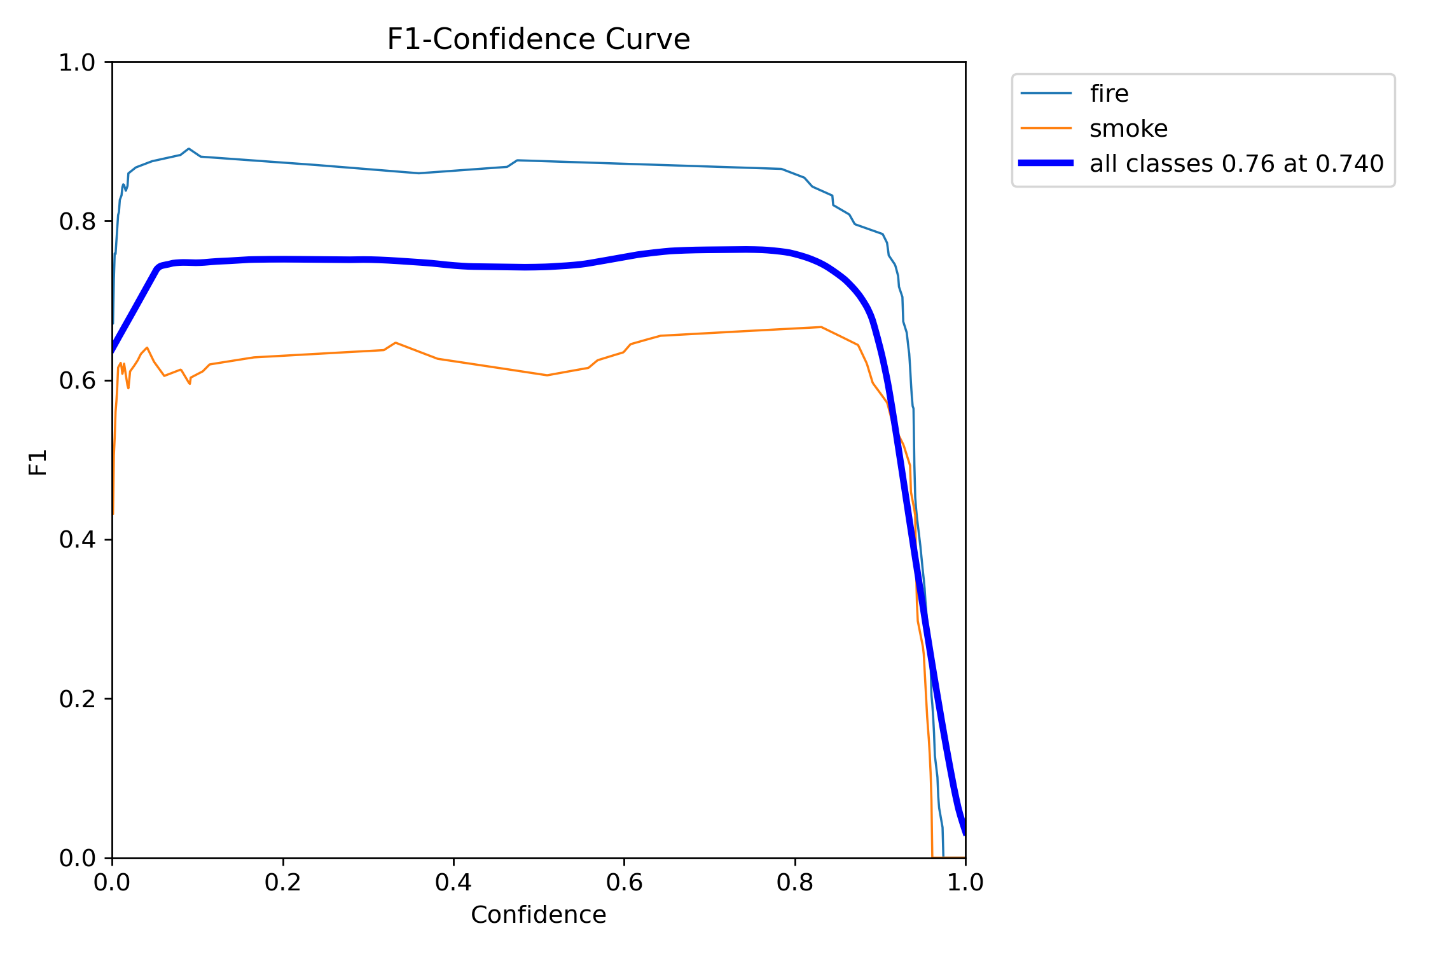 F1-Confidence Curve
fire
smoke
all classes 0.76 at 0.740
1.0
0.8
0.6
0.4
0.2
0.0
F1
0.0 0.2 0.4 0.6 0.8 1.0
Confidence